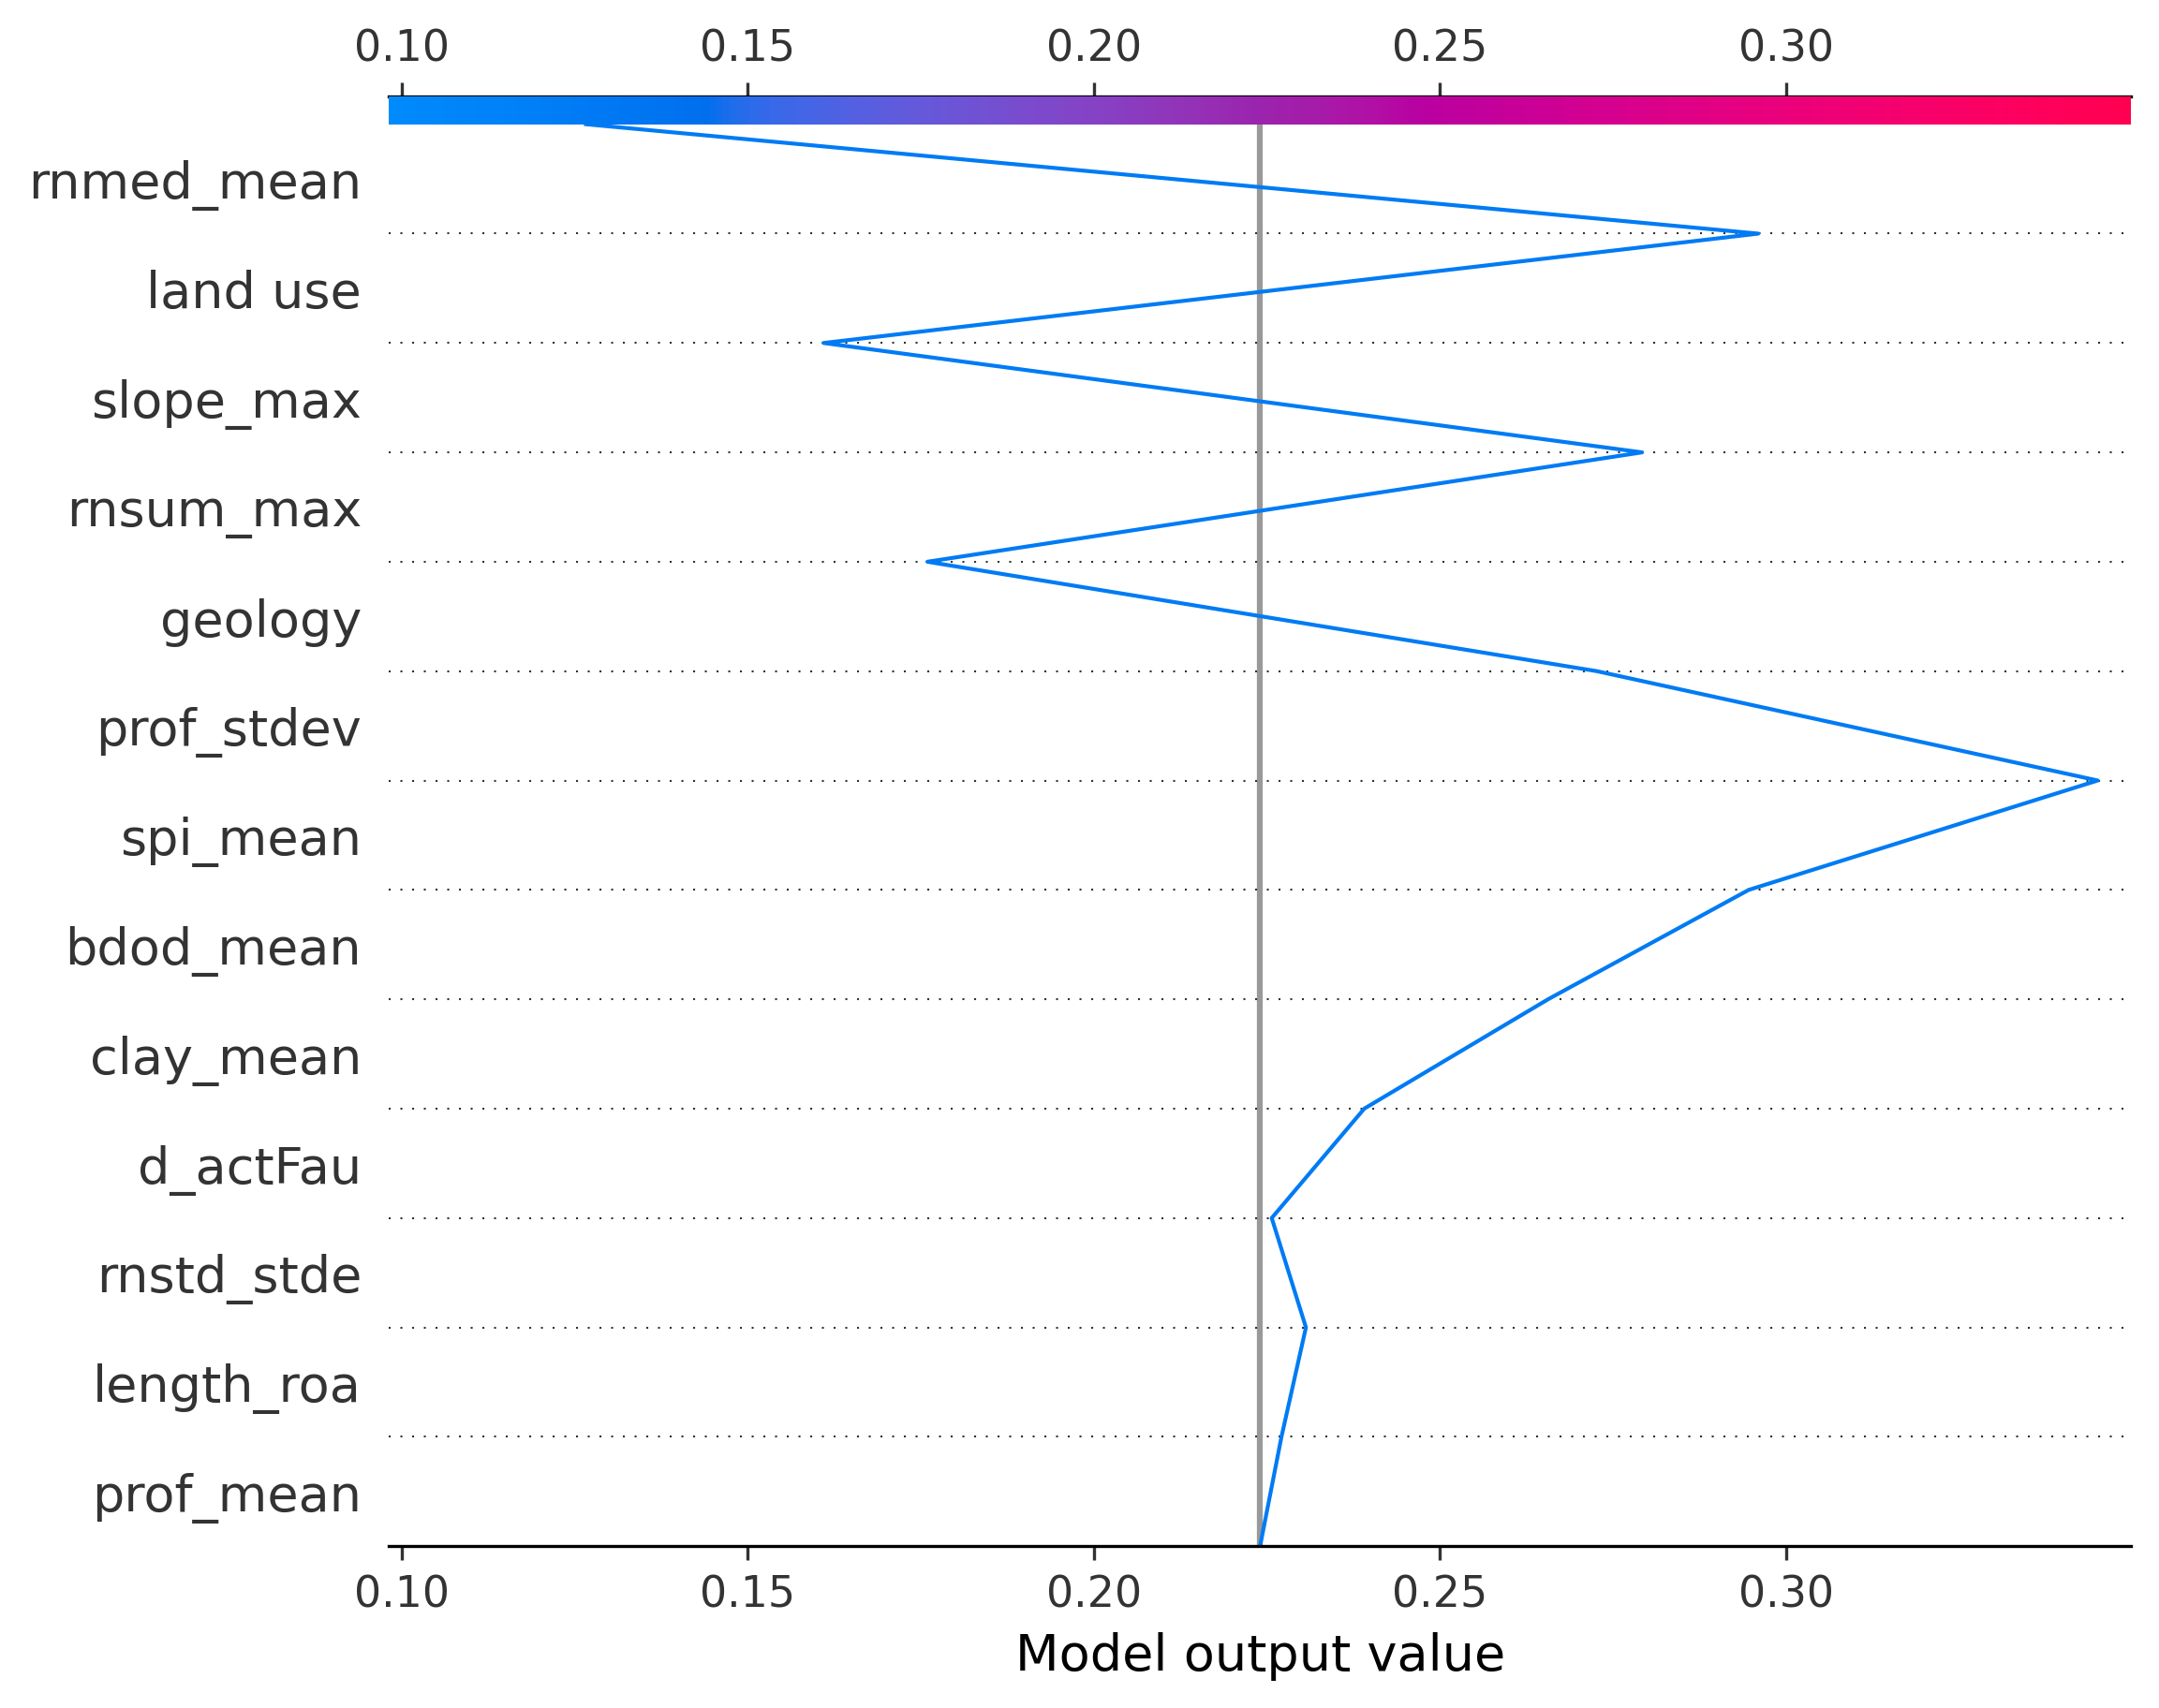 0.10 0.15 0.20 0.25 0.30
rnmed_mean
land use
slope_max
rnsum_max
geology
prof_stdev
spi_mean
bdod_mean
clay_mean
d_actFau
rnstd_stde
length_roa
prof_mean
0.10 0.15 0.20 0.25 0.30
Model output value